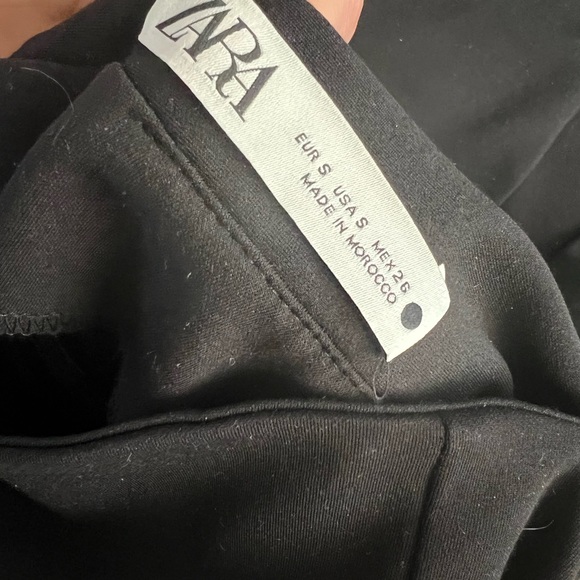 ZARA
EUR S USA S MEX 26
MADE IN MOROCCO